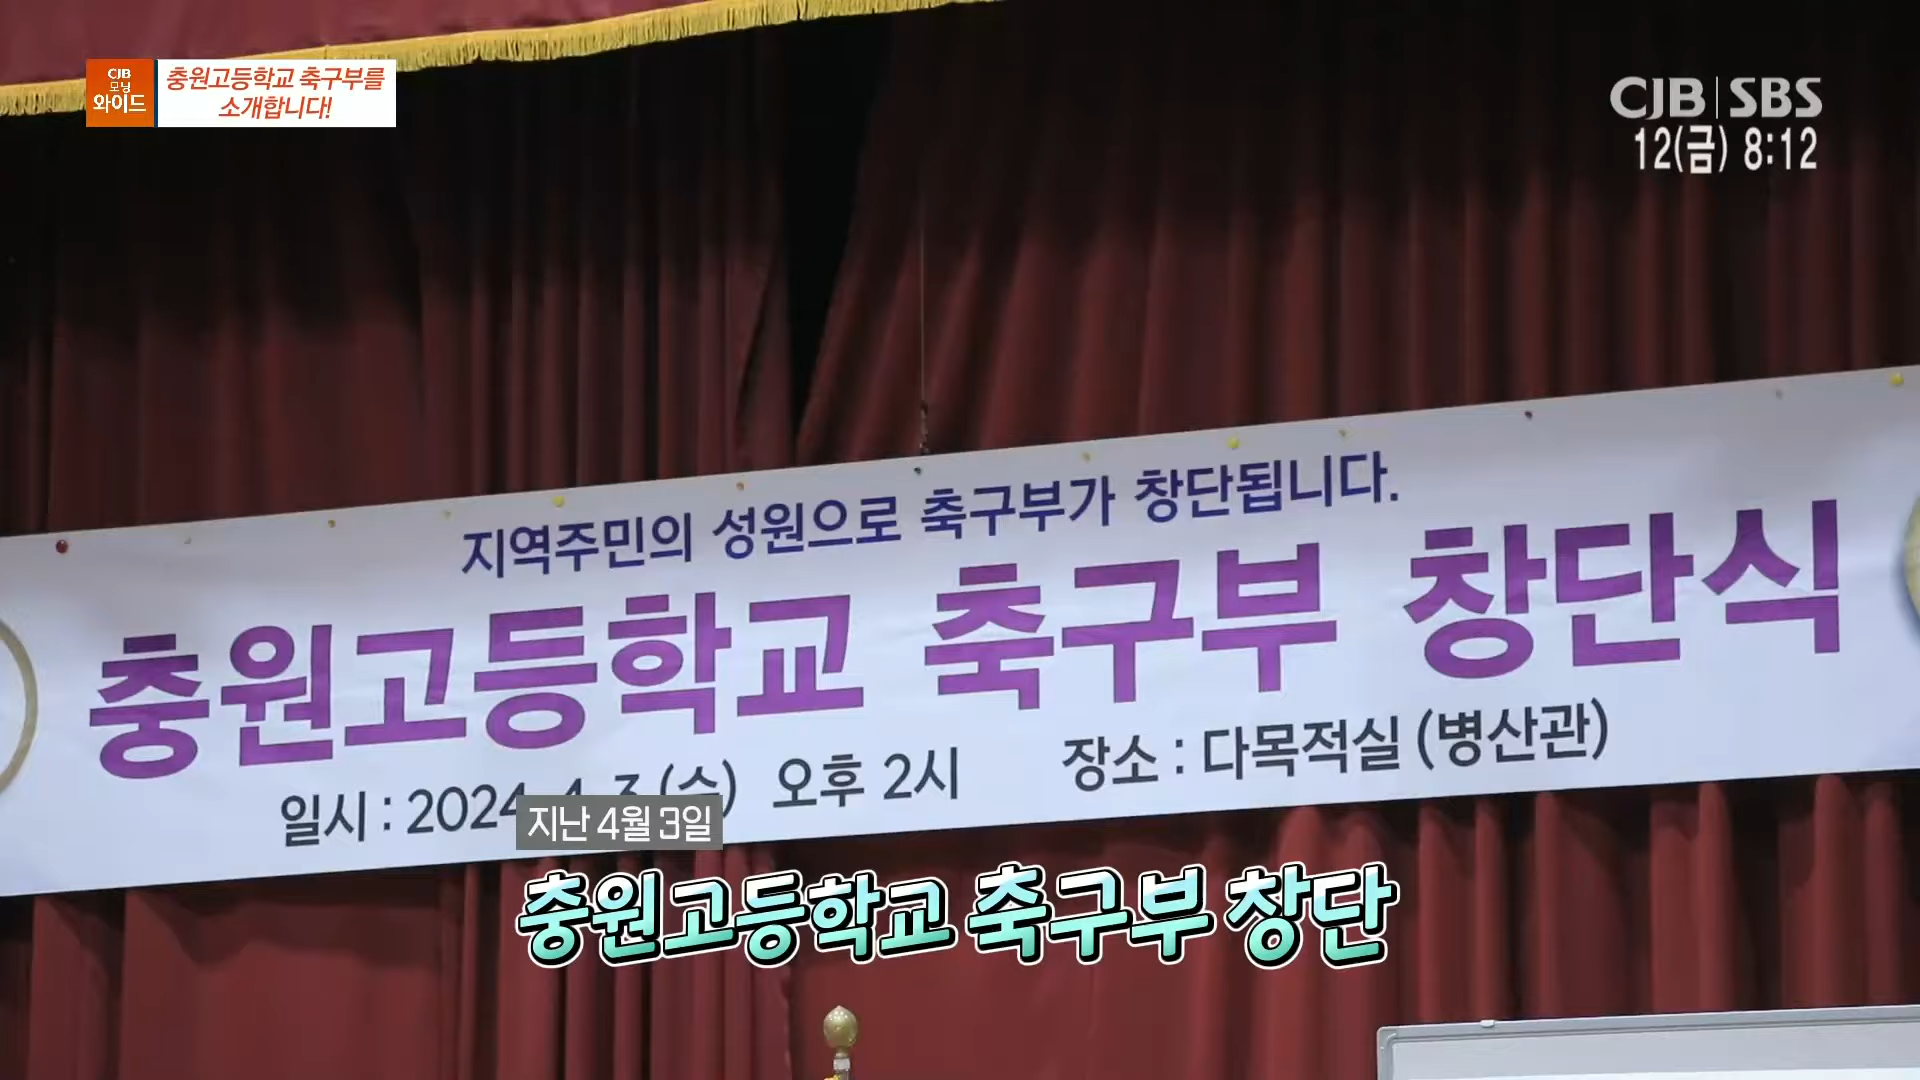 CJB
모닝
와이드
충원고등학교 축구부를
소개합니다!
CJB SBS
12(금) 8:12
지역주민의 성원으로 축구부가 창단됩니다.
충원고등학교 축구부 창단식
일시 : 2024. 4. 3 (수) 오후 2시 장소 : 다목적실 (병산관)
지난 4월 3일
충원고등학교 축구부 창단